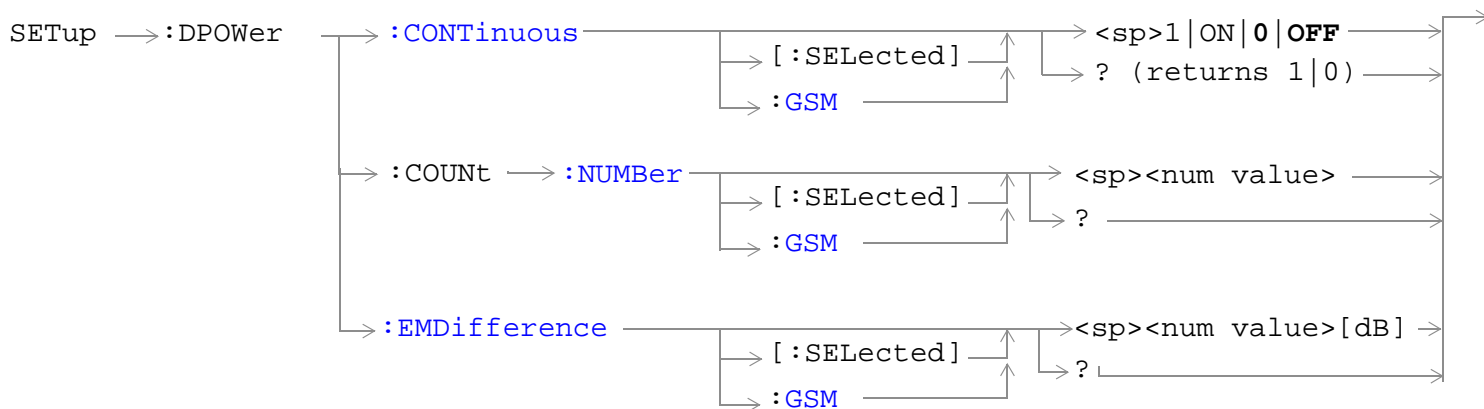 SETup :DPOWer :CONTinuous <sp>1|ON|0|OFF
[:SELected] ? (returns 1|0)
:GSM
:COUNt :NUMBer <sp><num value>
[:SELected] ?
:GSM
:EMDifference <sp><num value>[dB]
[:SELected] ?
:GSM